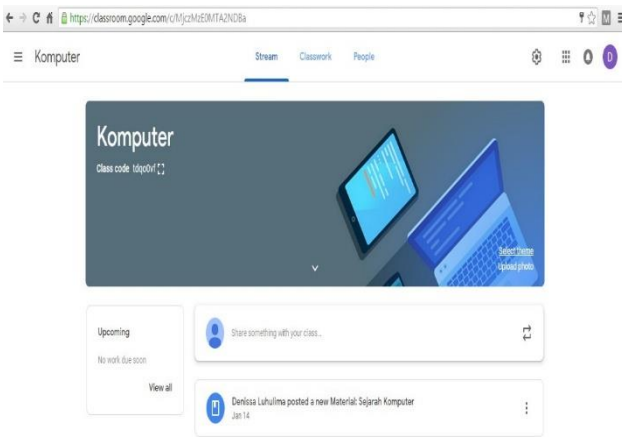 https://classroom.google.com/c/MjczMzE0MTA2NDBa
Komputer
Stream Classwork People
D
Komputer
Class code tdqo0vf
Select theme
Upload photo
Upcoming
No work due soon
View all
Share something with your class...
Denissa Luhulima posted a new Material: Sejarah Komputer
Jan 14